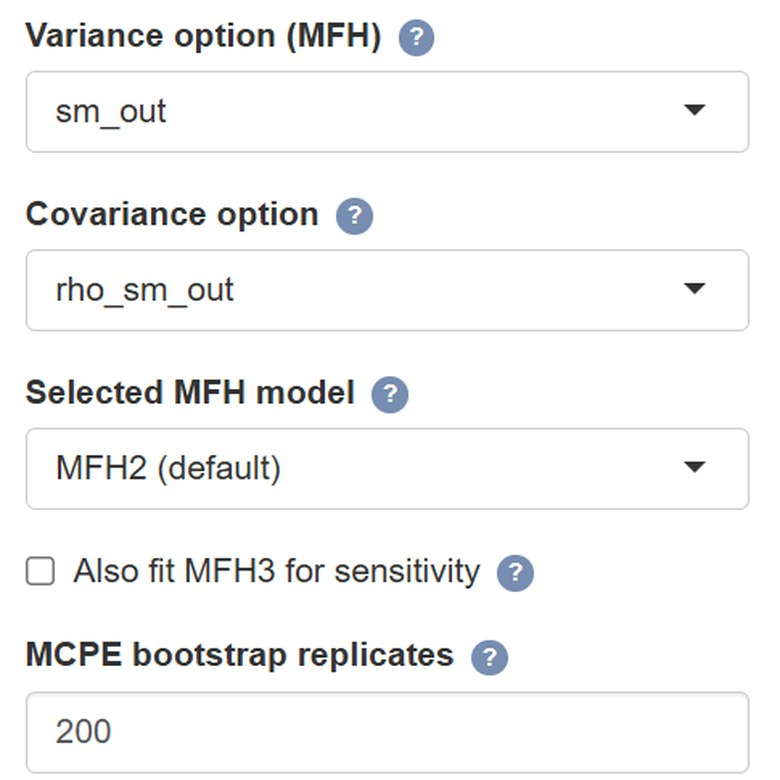 Variance option (MFH) ?
sm_out
Covariance option ?
rho_sm_out
Selected MFH model ?
MFH2 (default)
Also fit MFH3 for sensitivity ?
MCPE bootstrap replicates ?
200